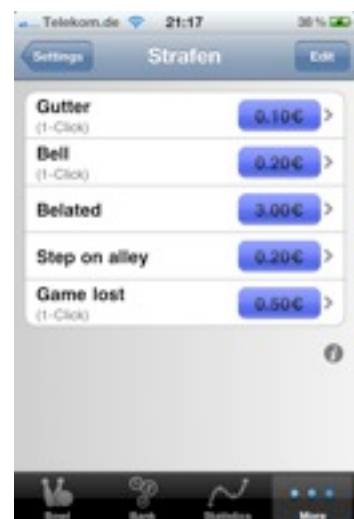 Telekom.de 21:17 38 %
Settings Strafen Edit
Gutter
(1-Click)
0.10€
Bell
(1-Click)
0.20€
Belated
3.00€
Step on alley
0.20€
Game lost
(1-Click)
0.50€
Bowl Bank Statistics More